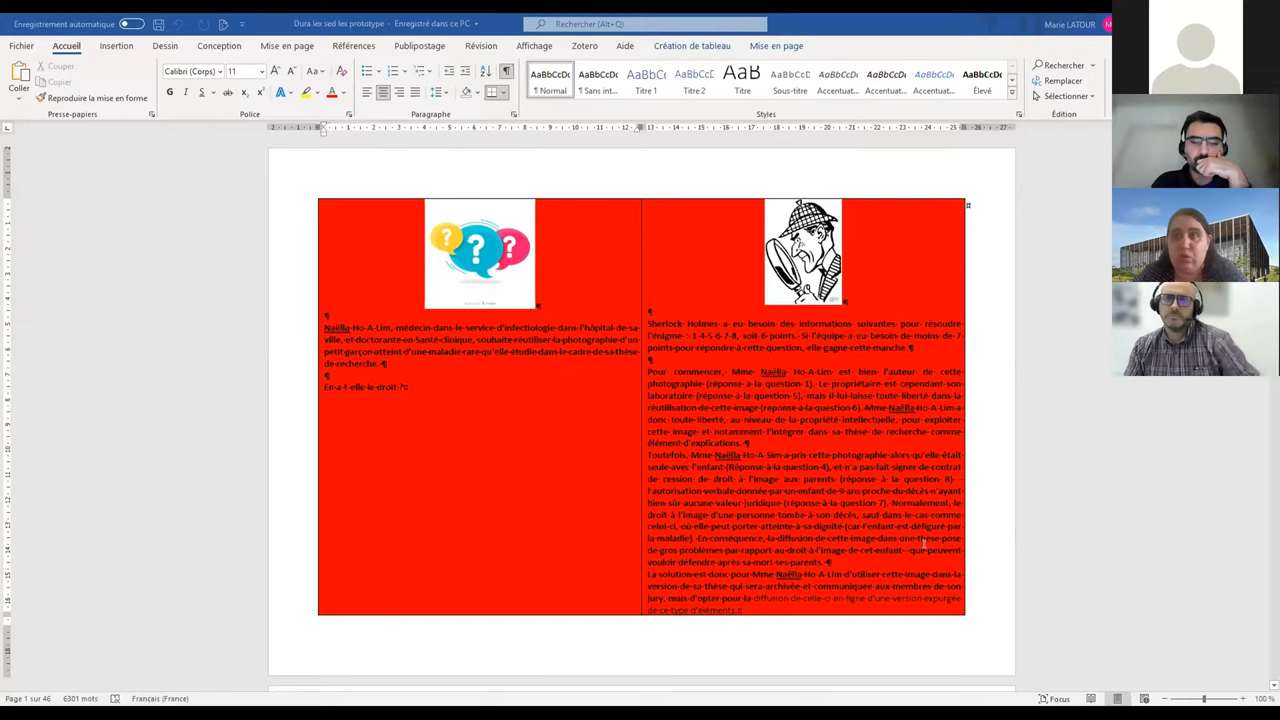 Enregistrement automatique
Dura lex sed lex prototype - Enregistré dans ce PC
Rechercher (Alt+Q)
Marie LATOUR
Fichier Accueil Insertion Dessin Conception Mise en page Références Publipostage Révision Affichage Zotero Aide Création de tableau Mise en page
Coller
Couper
Copier
Reproduire la mise en forme
Calibri (Corps) 11
AaBbCcDc AaBbCcDc AaBbC AaBbCcD AaB AaBbCcD AaBbCcDc AaBbCcDc AaBbCcDc AaBbCcDc
¶ Normal ¶ Sans int... Titre 1 Titre 2 Titre Sous-titre Accentuat... Accentuat... Accentuat... Élevé
Rechercher
Remplacer
Sélectionner
Presse-papiers Police Paragraphe Styles Édition
Naëlla Ho-A-Lim, médecin dans le service d'infectiologie dans l'hôpital de sa
ville, et doctorante en Santé clinique, souhaite réutiliser la photographie d'un
petit garçon atteint d'une maladie rare qu'elle étudie dans le cadre de sa thèse
de recherche. ¶
¶
En a-t-elle le droit ?¤
¶
Sherlock Holmes a eu besoin des informations suivantes pour résoudre
l'énigme : 1-4-5-6-7-8, soit 6 points. Si l'équipe a eu besoin de moins de 7
points pour répondre à cette question, elle gagne cette manche. ¶
¶
Pour commencer, Mme Naëlla Ho-A-Lim est bien l'auteur de cette
photographie (réponse à la question 1). Le propriétaire est cependant son
laboratoire (réponse à la question 5), mais il lui laisse toute liberté dans la
réutilisation de cette image (réponse à la question 6). Mme Naëlla Ho-A-Lim a
donc toute liberté, au niveau de la propriété intellectuelle, pour exploiter
cette image et notamment l'intégrer dans sa thèse de recherche comme
élément d'explications. ¶
Toutefois, Mme Naëlla Ho-A Sim a pris cette photographie alors qu'elle était
seule avec l'enfant (Réponse à la question 4), et n'a pas fait signer de contrat
de cession de droit à l'image aux parents (réponse à la question 8) -
l'autorisation verbale donnée par un enfant de 9 ans proche du décès n'ayant
bien sûr aucune valeur juridique (réponse à la question 7). Normalement, le
droit à l'image d'une personne tombe à son décès, sauf dans le cas comme
celui-ci, où elle peut porter atteinte à sa dignité (car l'enfant est défiguré par
la maladie). En conséquence, la diffusion de cette image dans une thèse pose
de gros problèmes par rapport au droit à l'image de cet enfant - que peuvent
vouloir défendre après sa mort ses parents. ¶
La solution est donc pour Mme Naëlla Ho-A-Lim d'utiliser cette image dans la
version de sa thèse qui sera archivée et communiquée aux membres de son
jury, mais d'opter pour la diffusion de celle-ci en ligne d'une version expurgée
de ce type d'éléments.¤
Page 1 sur 46 6301 mots Français (France) Focus 100 %